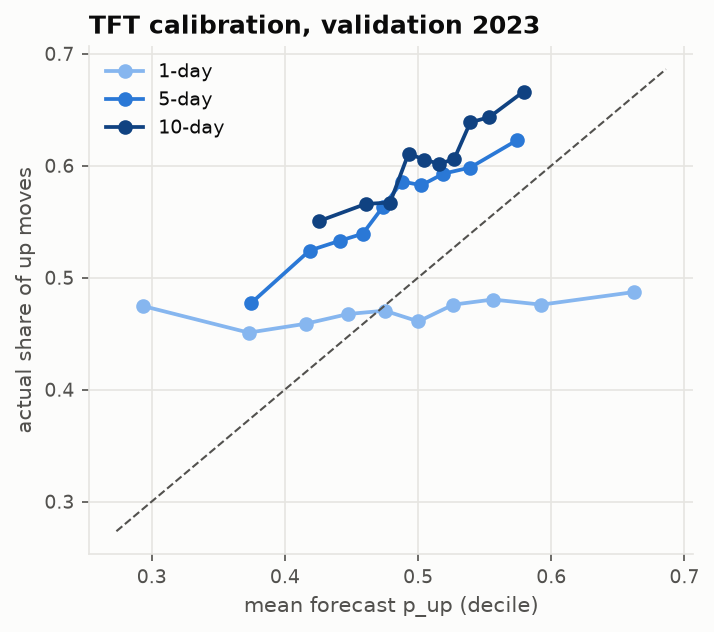 TFT calibration, validation 2023
1-day
5-day
10-day
actual share of up moves
0.7
0.6
0.5
0.4
0.3
0.3 0.4 0.5 0.6 0.7
mean forecast p_up (decile)